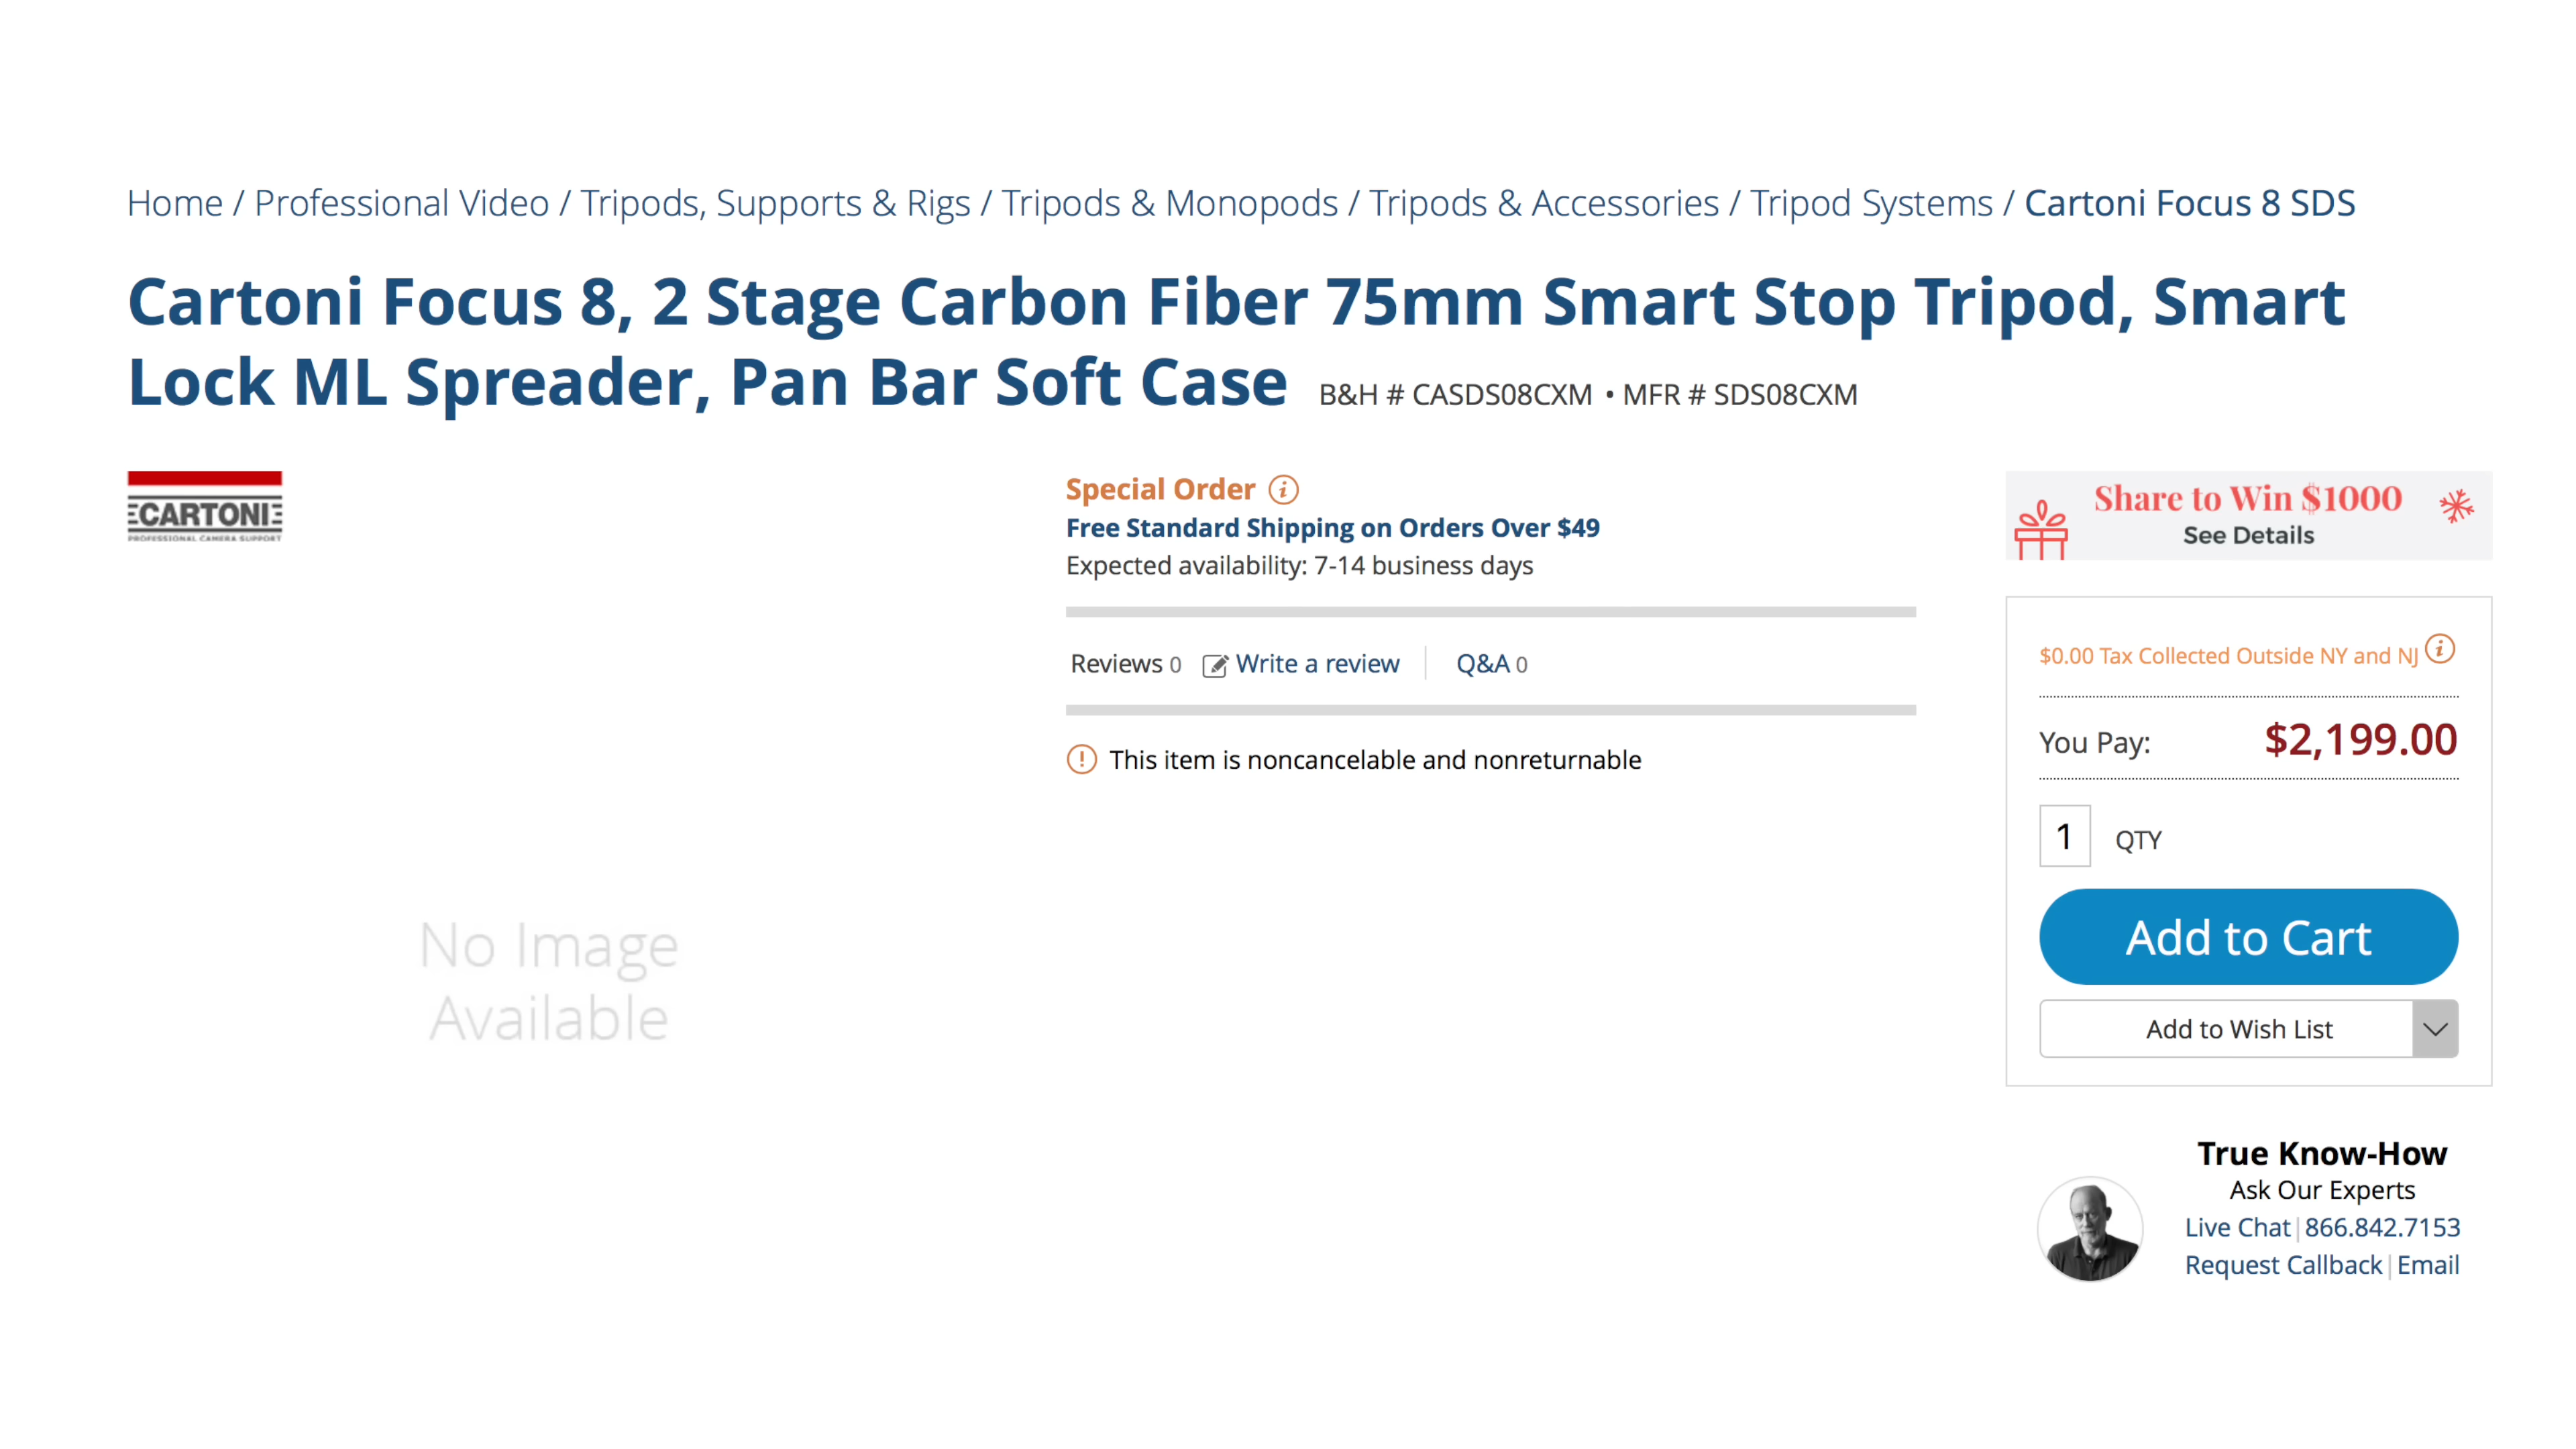 Home / Professional Video / Tripods, Supports & Rigs / Tripods & Monopods / Tripods & Accessories / Tripod Systems / Cartoni Focus 8 SDS
Cartoni Focus 8, 2 Stage Carbon Fiber 75mm Smart Stop Tripod, Smart
Lock ML Spreader, Pan Bar Soft Case B&H # CASDS08CXM • MFR # SDS08CXM
CARTONI
PROFESSIONAL CAMERA SUPPORT
No Image
Available
Special Order
Free Standard Shipping on Orders Over $49
Expected availability: 7-14 business days
Reviews 0 Write a review Q&A 0
This item is noncancelable and nonreturnable
Share to Win $1000
See Details
$0.00 Tax Collected Outside NY and NJ
You Pay: $2,199.00
1 QTY
Add to Cart
Add to Wish List
True Know-How
Ask Our Experts
Live Chat | 866.842.7153
Request Callback | Email